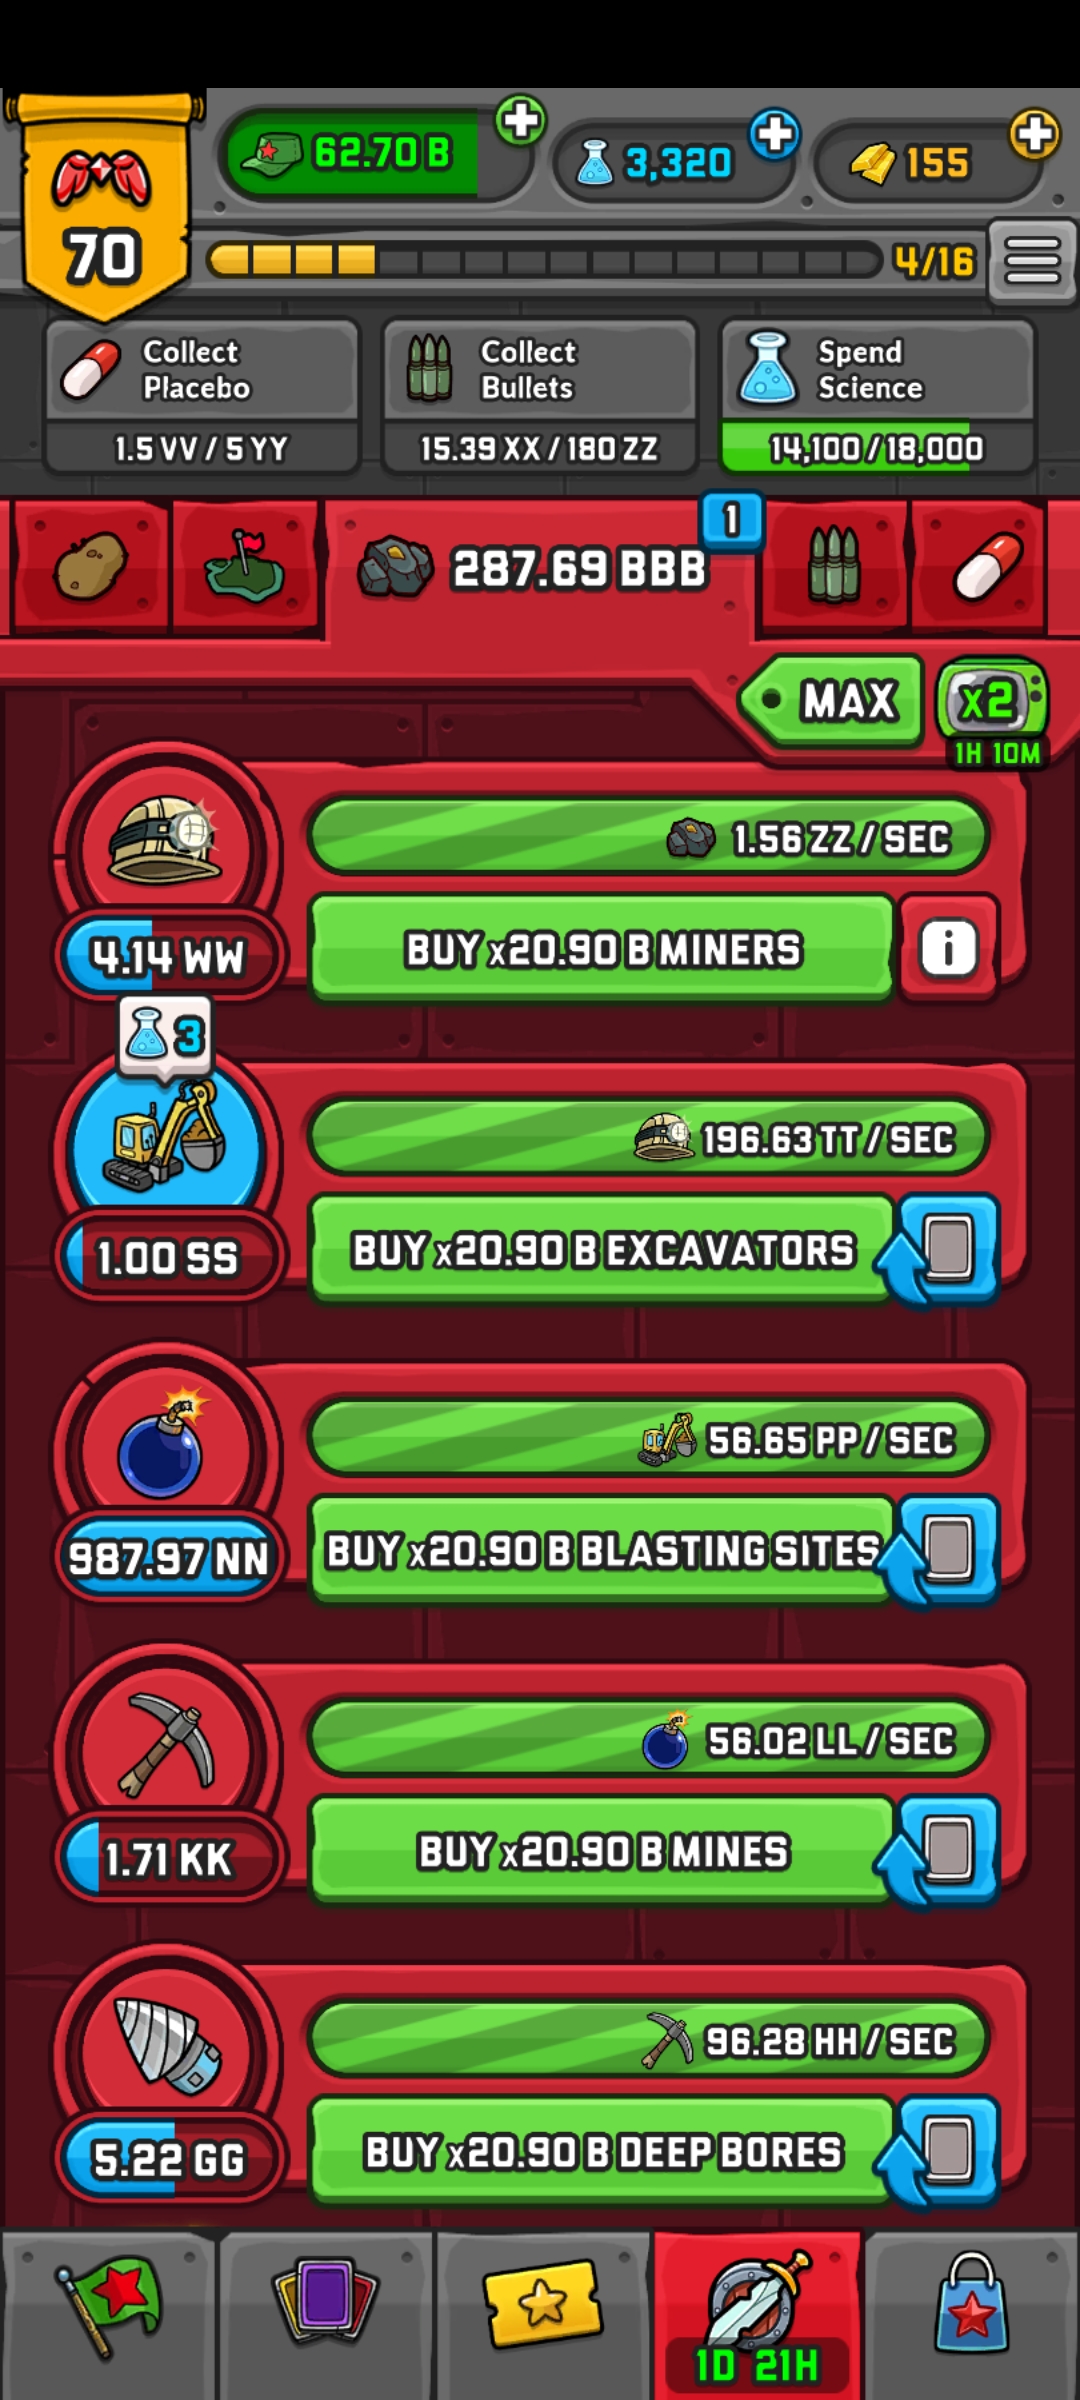 62.70 B
3,320
155
70
4/16
Collect
Placebo
1.5 VV / 5 YY
Collect
Bullets
15.39 XX / 180 ZZ
Spend
Science
14,100 / 18,000
287.69 BBB
1
MAX
x2
1H 10M
1.56 ZZ / SEC
4.14 WW
BUY x20.90 B MINERS
i
3
196.63 TT / SEC
1.00 SS
BUY x20.90 B EXCAVATORS
56.65 PP / SEC
987.97 NN
BUY x20.90 B BLASTING SITES
56.02 LL / SEC
1.71 KK
BUY x20.90 B MINES
96.28 HH / SEC
5.22 GG
BUY x20.90 B DEEP BORES
1D 21H